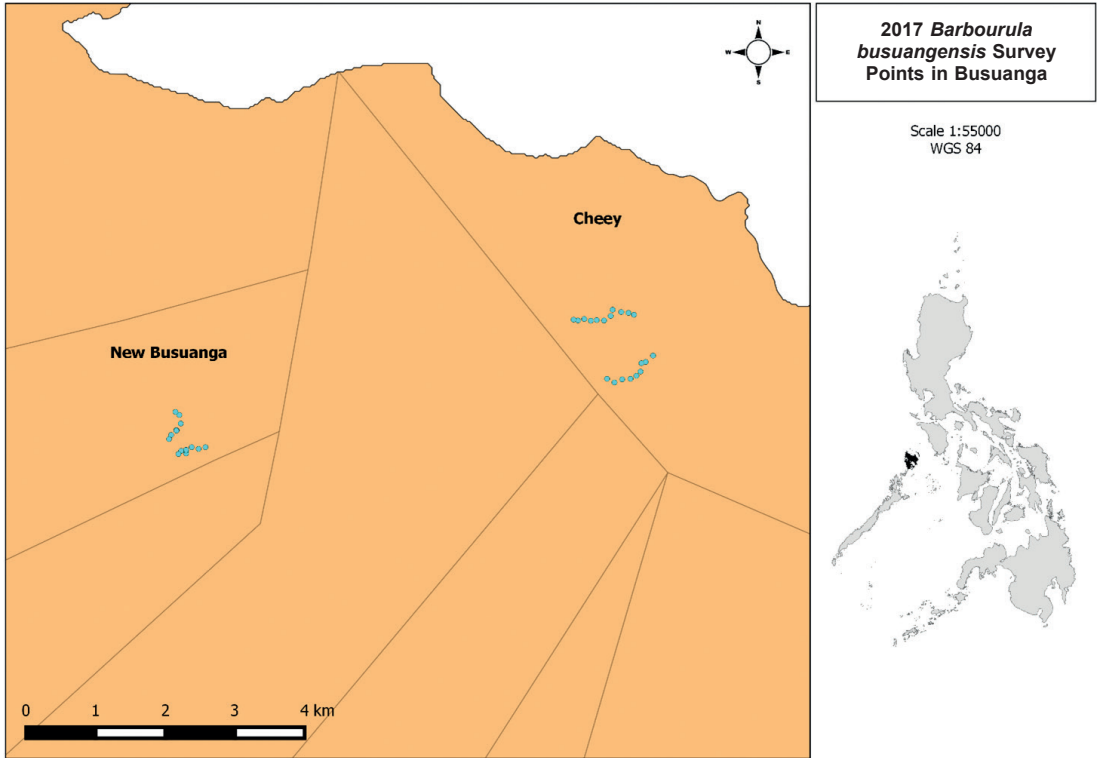 N
W E
S
Cheey
New Busuanga
0 1 2 3 4 km
2017 Barbourula
busuangensis Survey
Points in Busuanga
Scale 1:55000
WGS 84